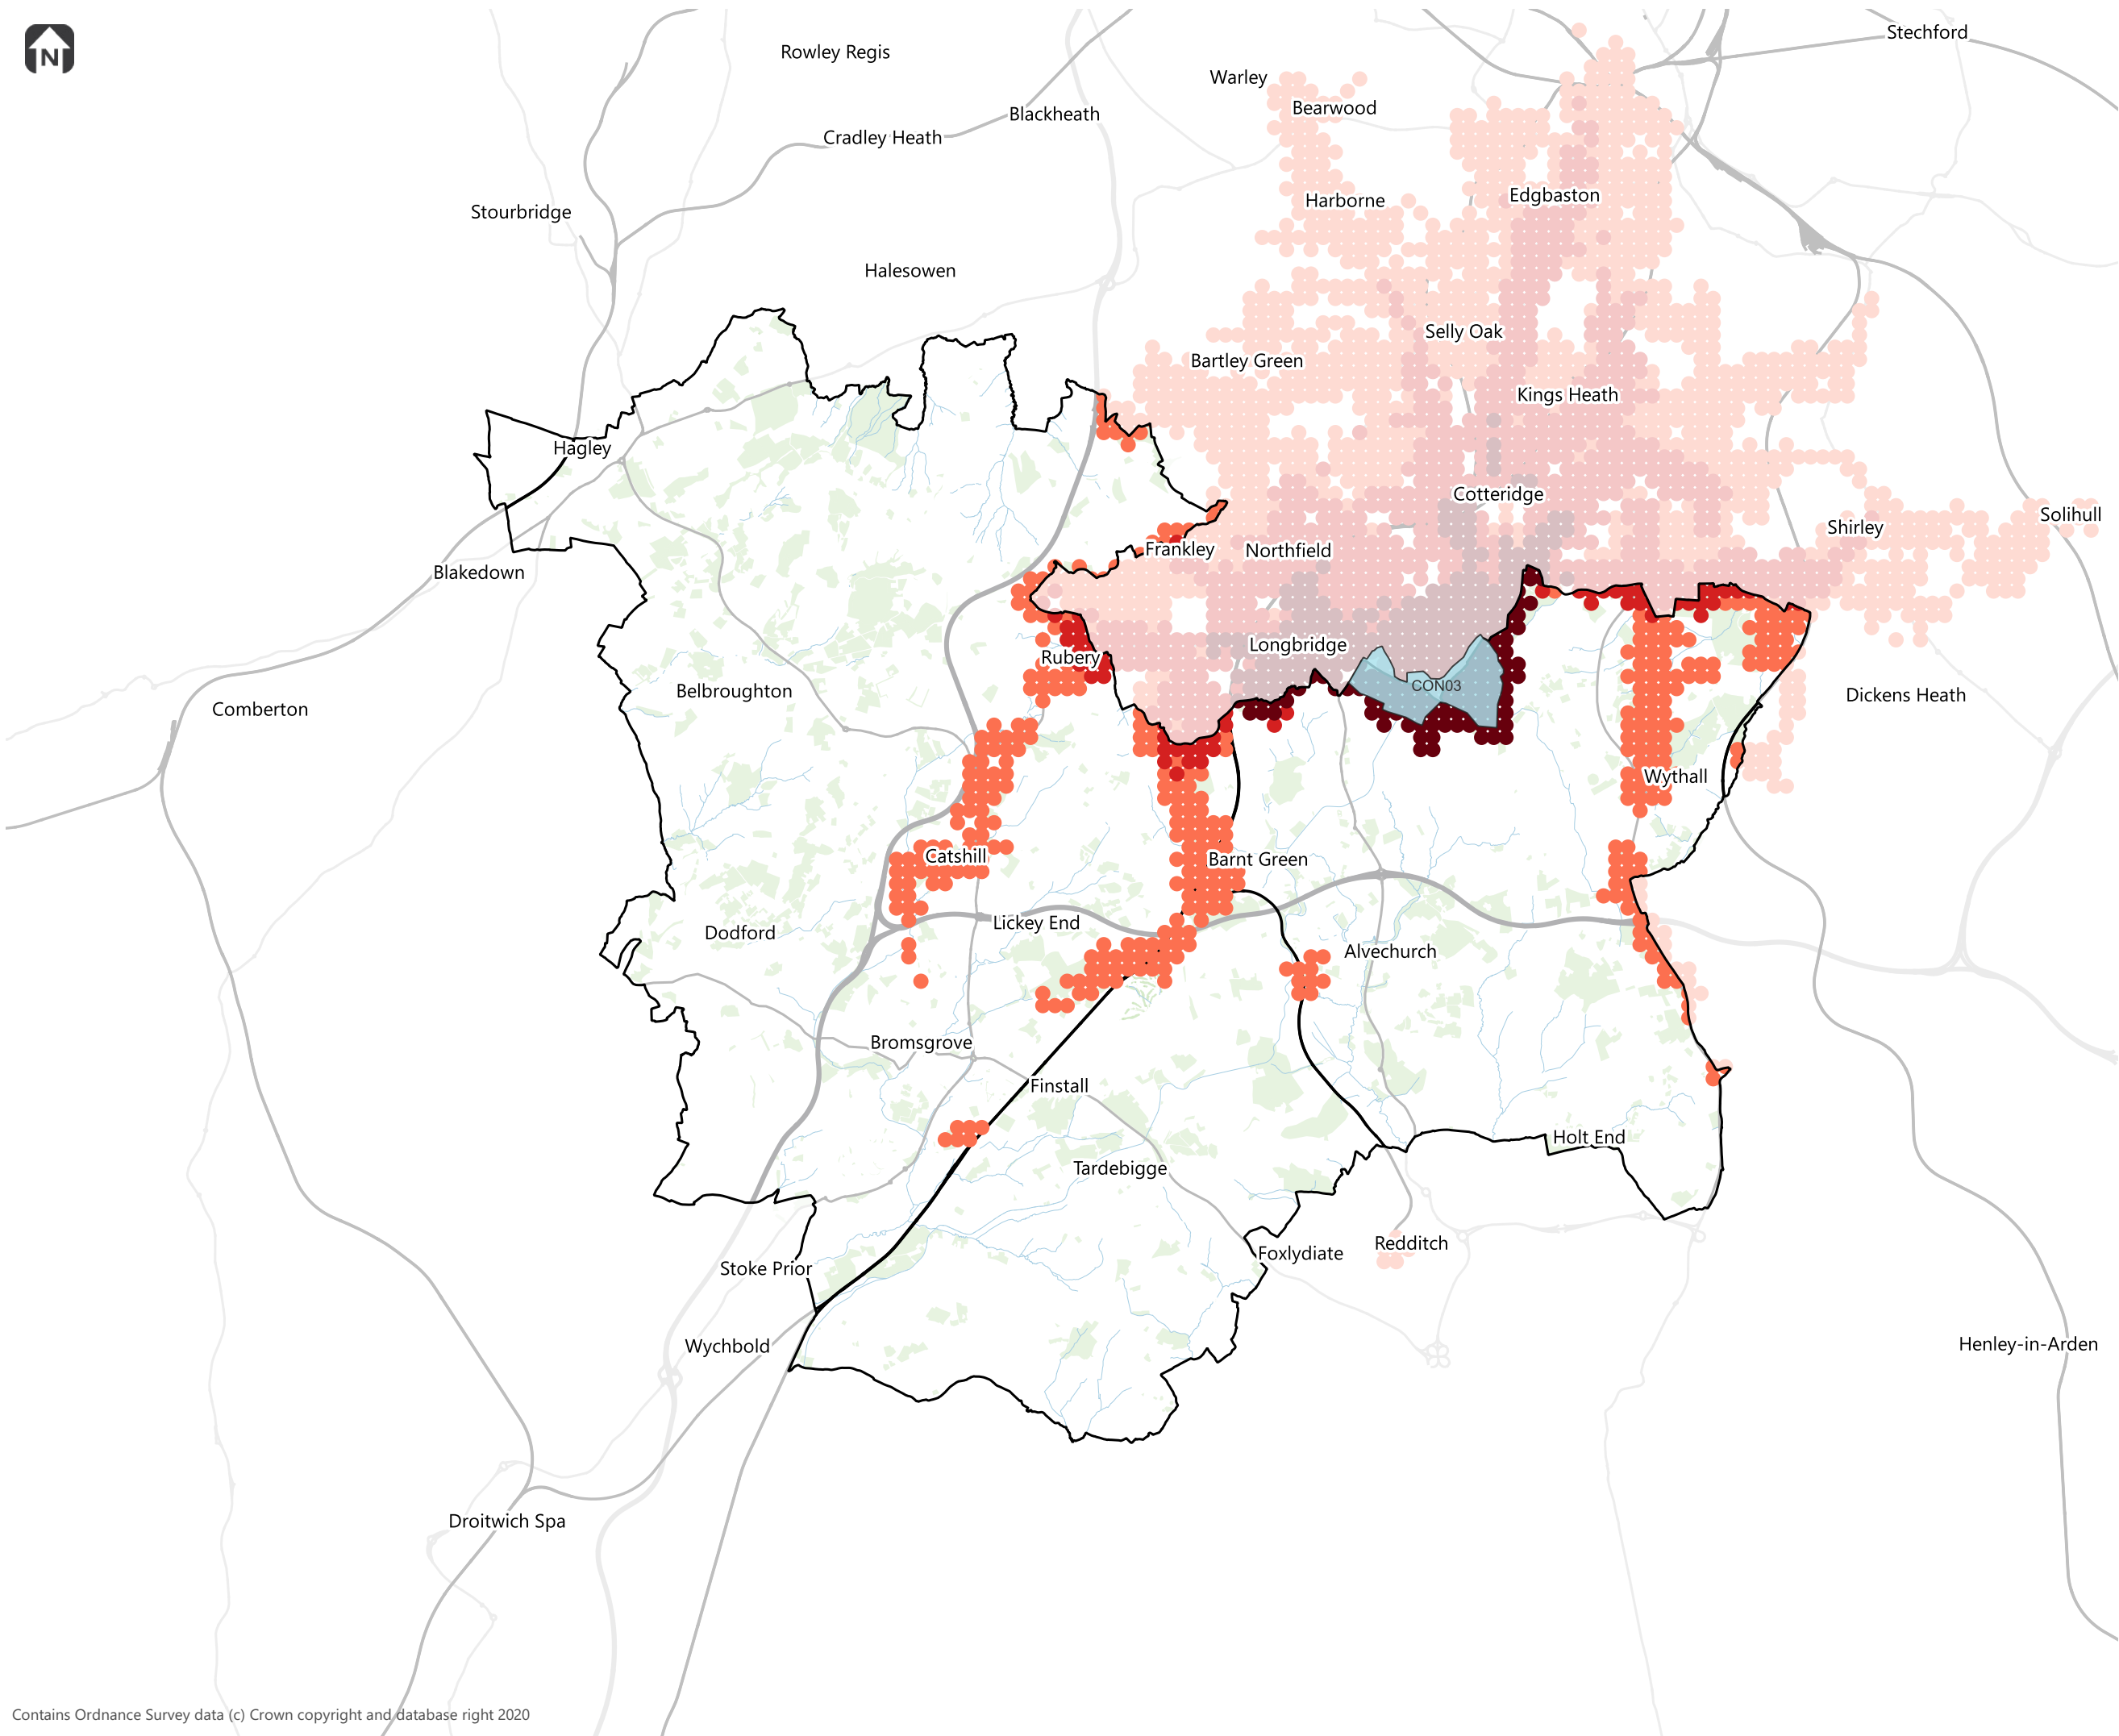 N
Stechford
Rowley Regis
Warley
Bearwood
Blackheath
Cradley Heath
Edgbaston
Harborne
Stourbridge
Halesowen
Selly Oak
Bartley Green
Kings Heath
Hagley
Cotteridge
Solihull
Shirley
Frankley
Northfield
Blakedown
Longbridge
Rubery
CON03
Belbroughton
Dickens Heath
Comberton
Wythall
Catshill
Barnt Green
Lickey End
Dodford
Alvechurch
Bromsgrove
Finstall
Holt End
Tardebigge
Redditch
Foxlydiate
Stoke Prior
Wychbold
Henley-in-Arden
Droitwich Spa
Contains Ordnance Survey data (c) Crown copyright and database right 2020